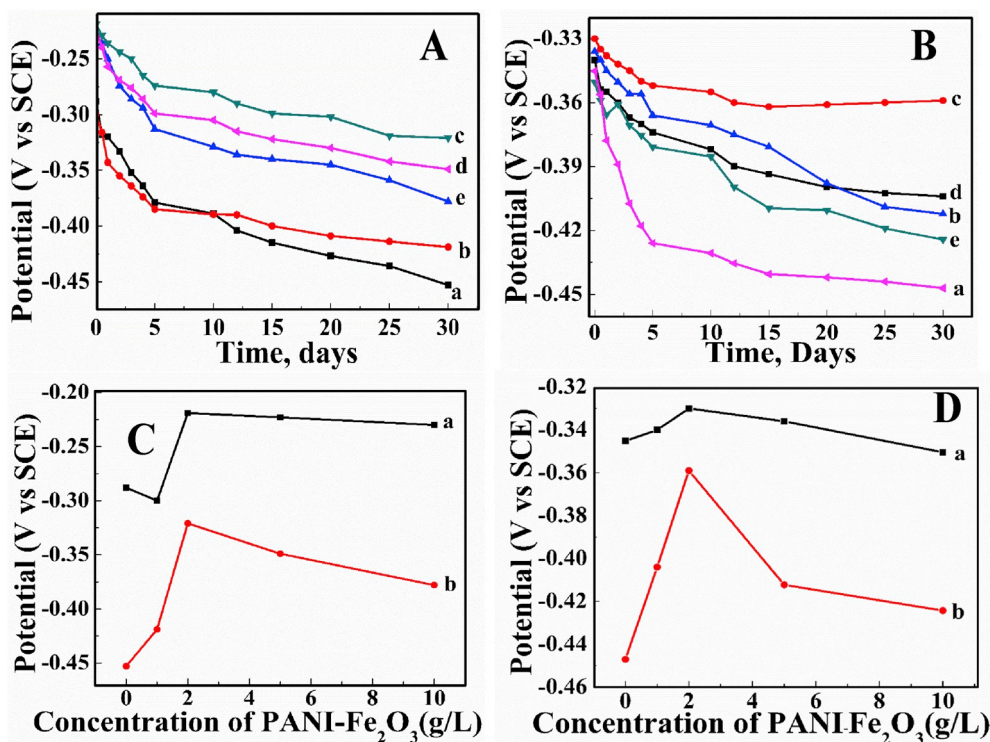 A
Potential (V vs SCE)
-0.25
-0.30
-0.35
-0.40
-0.45
0 5 10 15 20 25 30
Time, days
c
d
e
b
a
B
Potential (V vs SCE)
-0.33
-0.36
-0.39
-0.42
-0.45
0 5 10 15 20 25 30
Time, Days
c
d
b
e
a
C
Potential (V vs SCE)
-0.20
-0.25
-0.30
-0.35
-0.40
-0.45
0 2 4 6 8 10
Concentration of PANI-Fe₂O₃(g/L)
a
b
D
Potential (V vs SCE)
-0.32
-0.34
-0.36
-0.38
-0.40
-0.42
-0.44
-0.46
0 2 4 6 8 10
Concentration of PANI-Fe₂O₃(g/L)
a
b